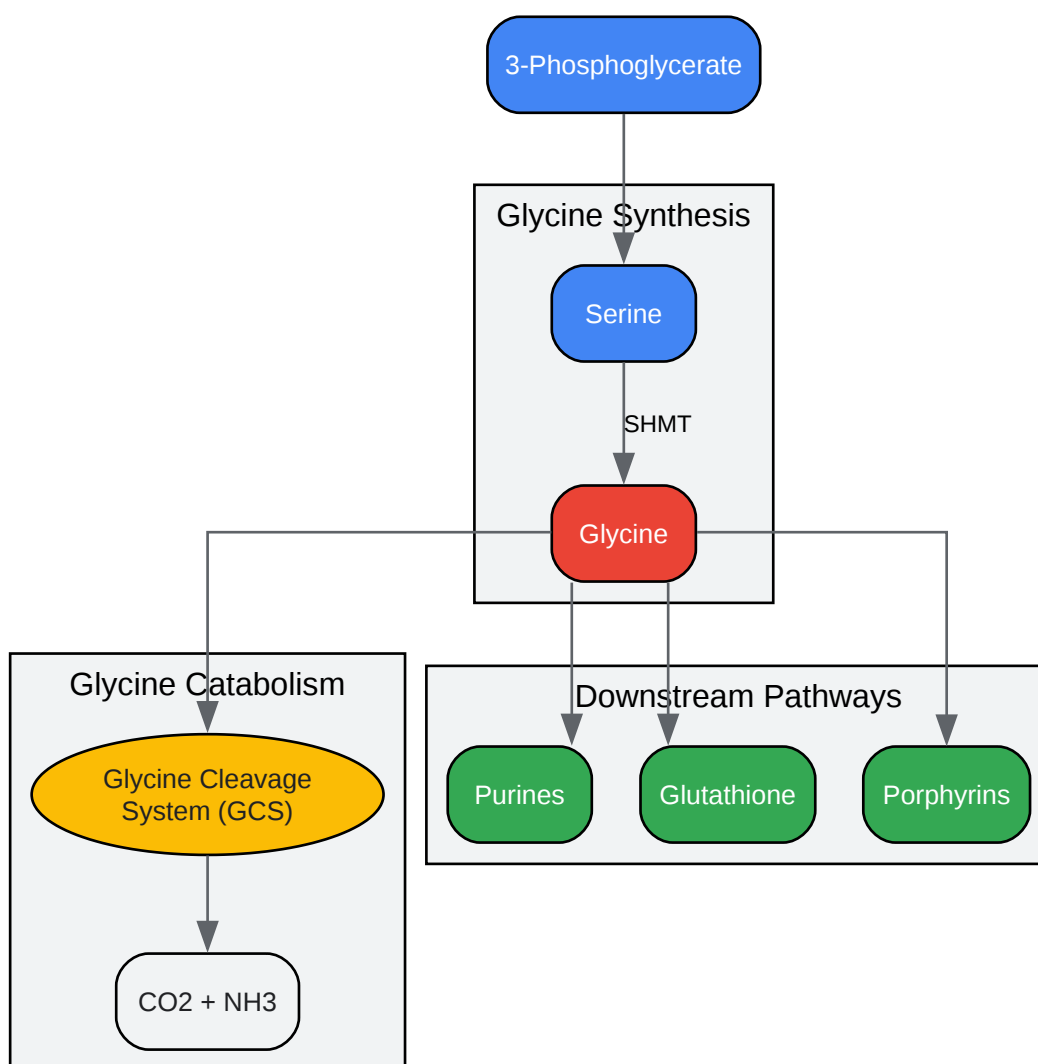 3-Phosphoglycerate
Glycine Synthesis
Serine
SHMT
Glycine
Glycine Catabolism
Glycine Cleavage
System (GCS)
CO2 + NH3
Downstream Pathways
Purines
Glutathione
Porphyrins